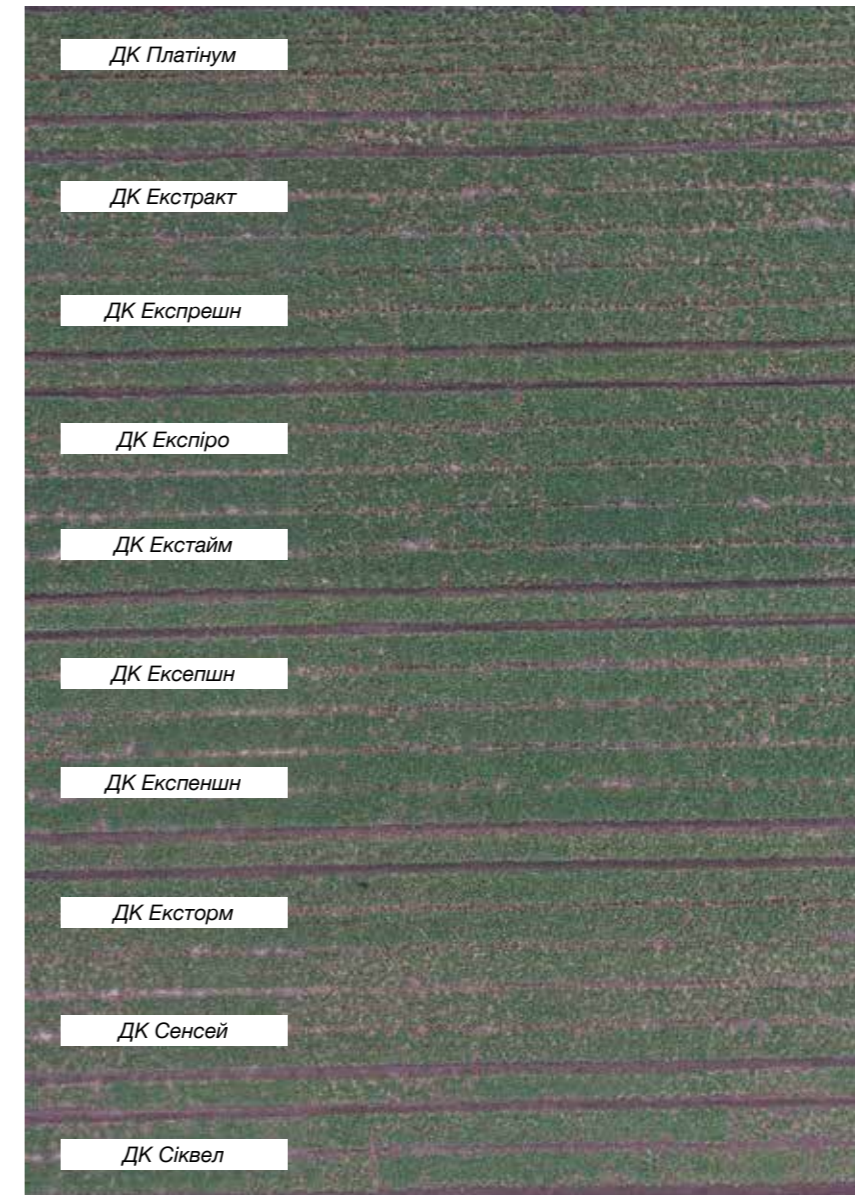 ДК Платінум
ДК Екстракт
ДК Експрешн
ДК Експіро
ДК Екстайм
ДК Ексепшн
ДК Експеншн
ДК Ексторм
ДК Сенсей
ДК Сіквел